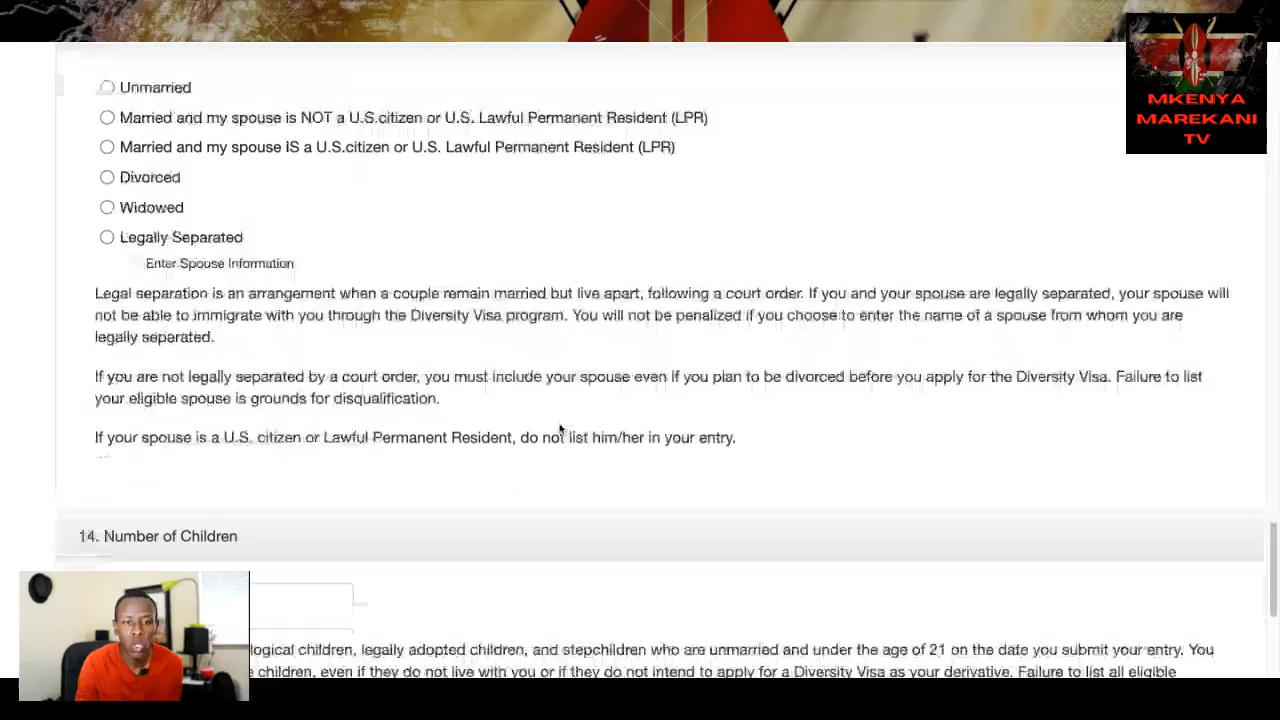 MKENYA
MAREKANI
TV
Unmarried
Married and my spouse is NOT a U.S.citizen or U.S. Lawful Permanent Resident (LPR)
Married and my spouse IS a U.S.citizen or U.S. Lawful Permanent Resident (LPR)
Divorced
Widowed
Legally Separated
Enter Spouse Information
Legal separation is an arrangement when a couple remain married but live apart, following a court order. If you and your spouse are legally separated, your spouse will
not be able to immigrate with you through the Diversity Visa program. You will not be penalized if you choose to enter the name of a spouse from whom you are
legally separated.
If you are not legally separated by a court order, you must include your spouse even if you plan to be divorced before you apply for the Diversity Visa. Failure to list
your eligible spouse is grounds for disqualification.
If your spouse is a U.S. citizen or Lawful Permanent Resident, do not list him/her in your entry.
14. Number of Children
logical children, legally adopted children, and stepchildren who are unmarried and under the age of 21 on the date you submit your entry. You
children, even if they do not live with you or if they do not intend to apply for a Diversity Visa as your derivative. Failure to list all eligible